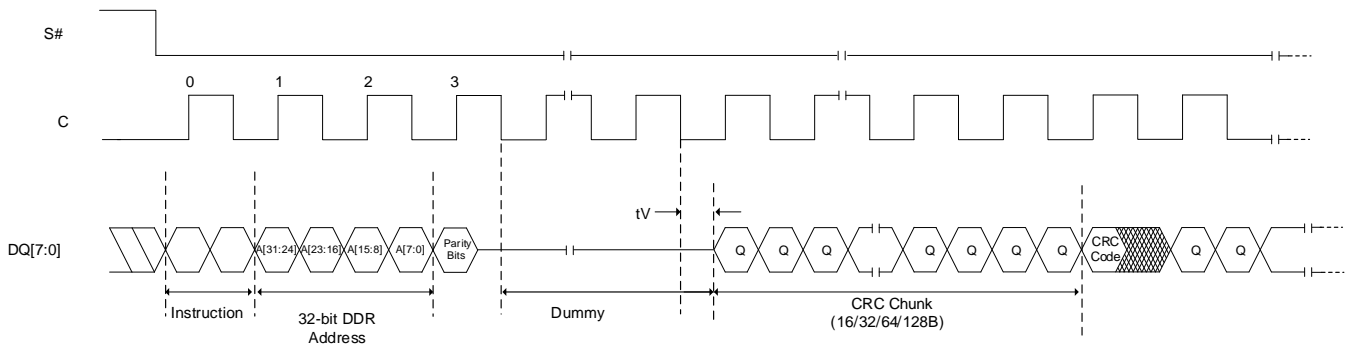 S#
0 1 2 3
C
tV
DQ[7:0]
A[31:24] A[23:16] A[15:8] A[7:0] Parity Bits Q Q Q Q Q Q Q CRC Code Q Q
Instruction
32-bit DDR Address
Dummy
CRC Chunk
(16/32/64/128B)